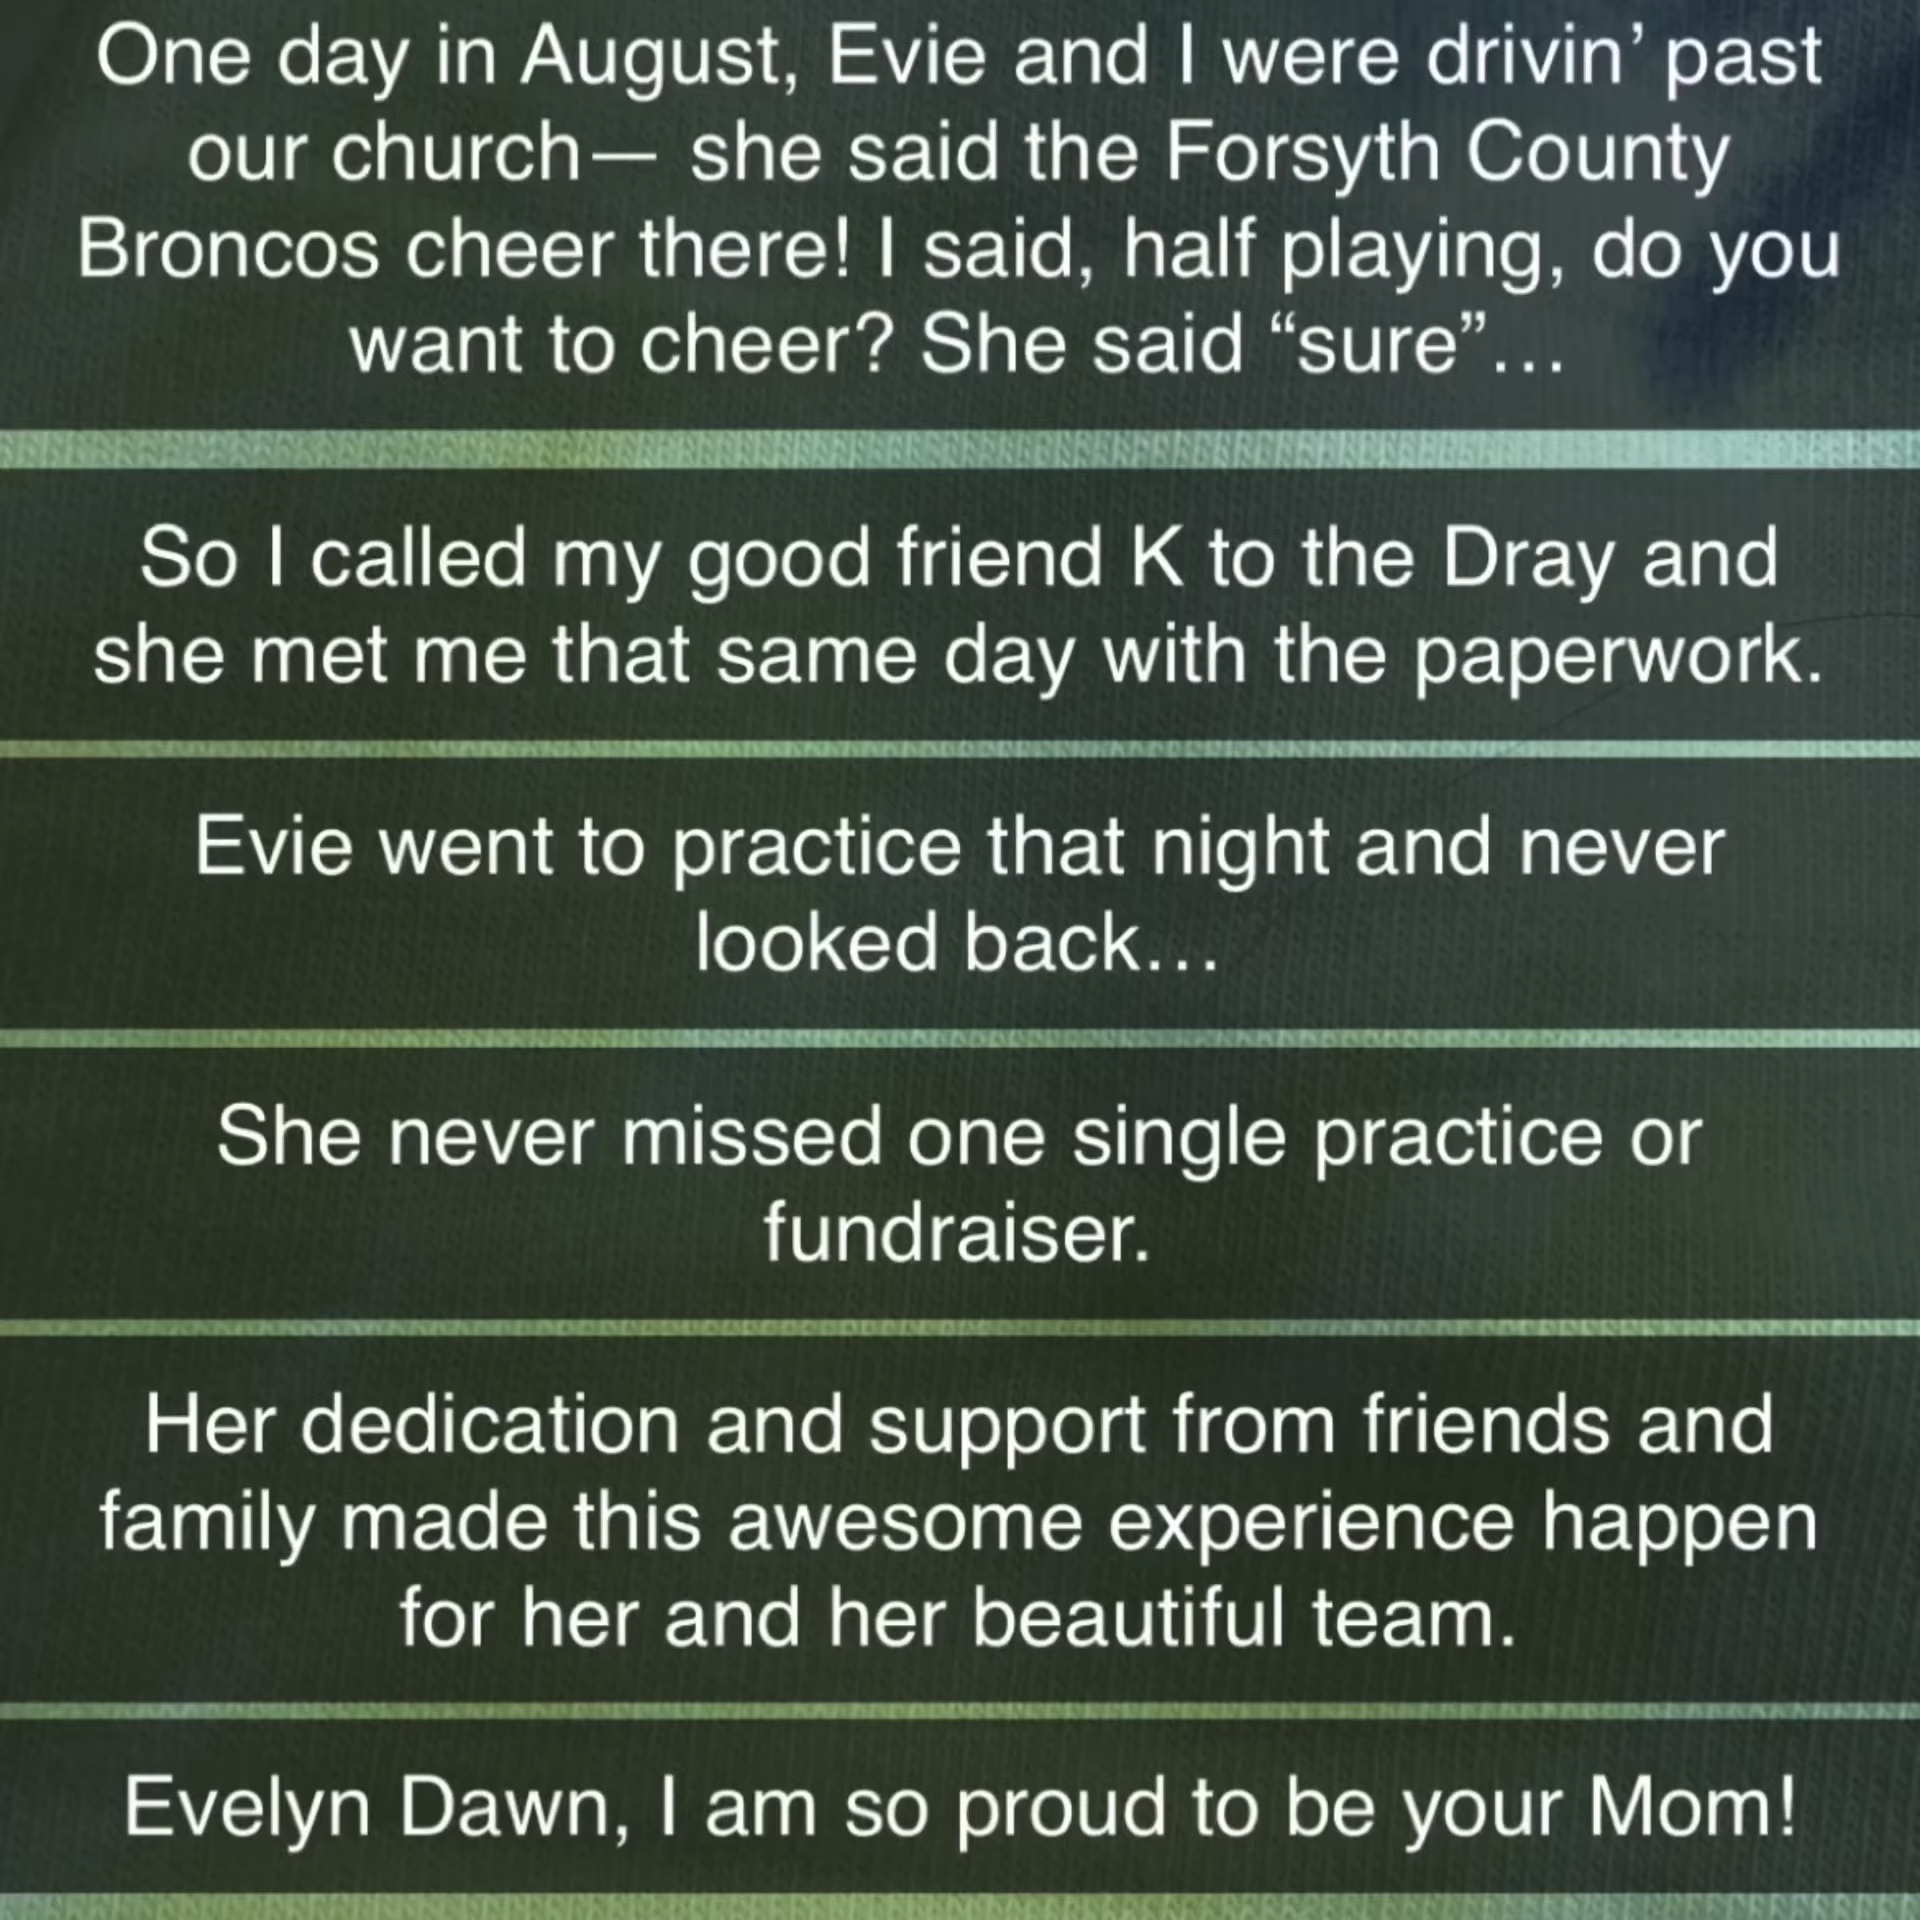 One day in August, Evie and I were drivin’ past
our church— she said the Forsyth County
Broncos cheer there! I said, half playing, do you
want to cheer? She said “sure”…
So I called my good friend K to the Dray and
she met me that same day with the paperwork.
Evie went to practice that night and never
looked back…
She never missed one single practice or
fundraiser.
Her dedication and support from friends and
family made this awesome experience happen
for her and her beautiful team.
Evelyn Dawn, I am so proud to be your Mom!